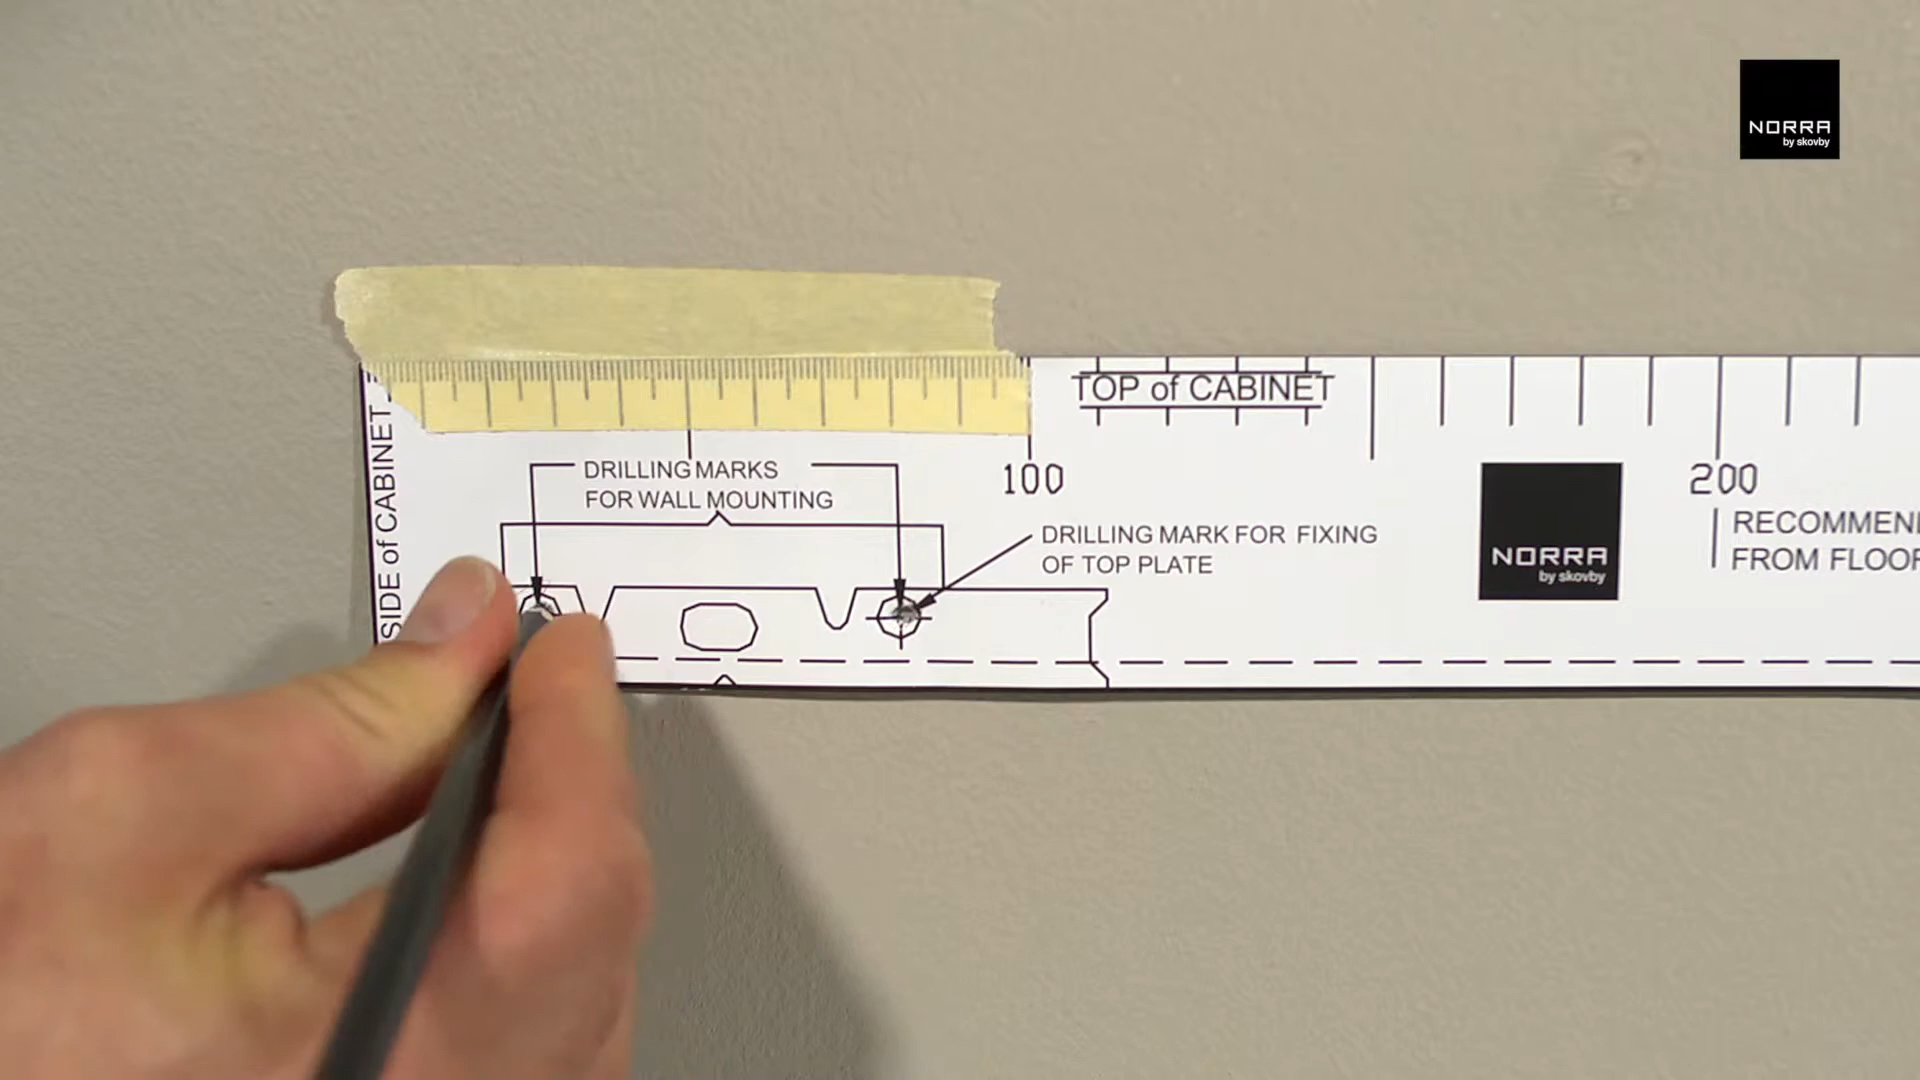 NORRA
by skovby
TOP of CABINET
SIDE of CABINET
DRILLING MARKS
FOR WALL MOUNTING
100
200
DRILLING MARK FOR FIXING
OF TOP PLATE
NORRA
by skovby
RECOMMEN
FROM FLOOR